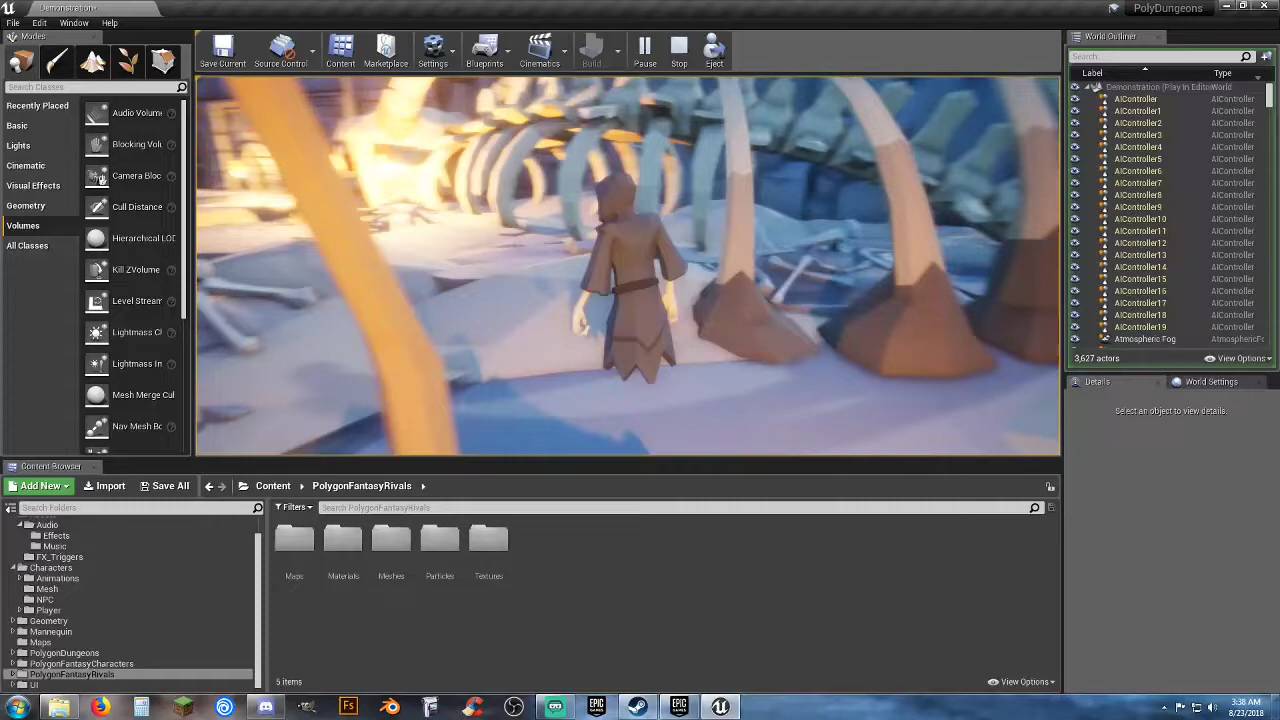 Demonstration*
PolyDungeons
File Edit Window Help
Modes
Search Classes
Recently Placed
Basic
Lights
Cinematic
Visual Effects
Geometry
Volumes
All Classes
Audio Volume
Blocking Volu
Camera Bloc
Cull Distance
Hierarchical LOD
Kill ZVolume
Level Stream
Lightmass Ch
Lightmass Im
Mesh Merge Cul
Nav Mesh Bo
Save Current Source Control Content Marketplace Settings Blueprints Cinematics Build Pause Stop Eject
World Outliner
Search...
Label Type
Demonstration (Play In Editor World
AIController AIController
AIController1 AIController
AIController2 AIController
AIController3 AIController
AIController4 AIController
AIController5 AIController
AIController6 AIController
AIController7 AIController
AIController8 AIController
AIController9 AIController
AIController10 AIController
AIController11 AIController
AIController12 AIController
AIController13 AIController
AIController14 AIController
AIController15 AIController
AIController16 AIController
AIController17 AIController
AIController18 AIController
AIController19 AIController
Atmospheric Fog AtmosphericFo
3,627 actors View Options
Details World Settings
Select an object to view details.
Content Browser
Add New Import Save All Content PolygonFantasyRivals
Search Folders
Filters Search PolygonFantasyRivals
Audio
Effects
Music
FX_Triggers
Characters
Animations
Mesh
NPC
Player
Geometry
Mannequin
Maps
PolygonDungeons
PolygonFantasyCharacters
PolygonFantasyRivals
UI
Maps Materials Meshes Particles Textures
5 items View Options
Fs
EPIC GAMES
EPIC GAMES
3:38 AM
8/23/2018